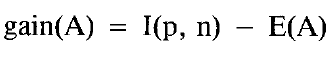 gain(A) = I(p, n) − E(A)